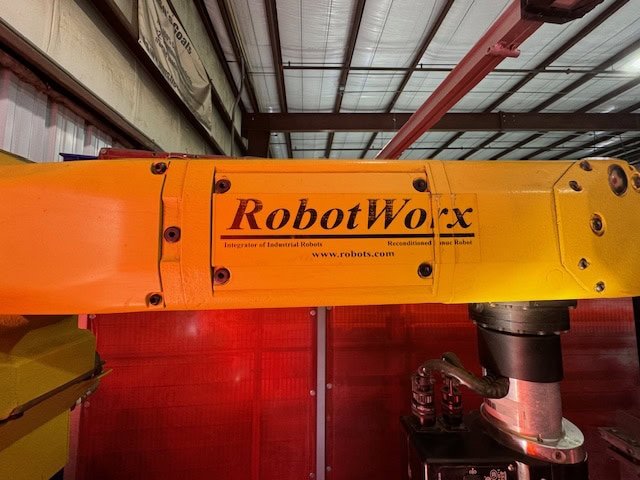 RobotWorx
Integrator of Industrial Robots
Reconditioned Fanuc Robot
www.robots.com